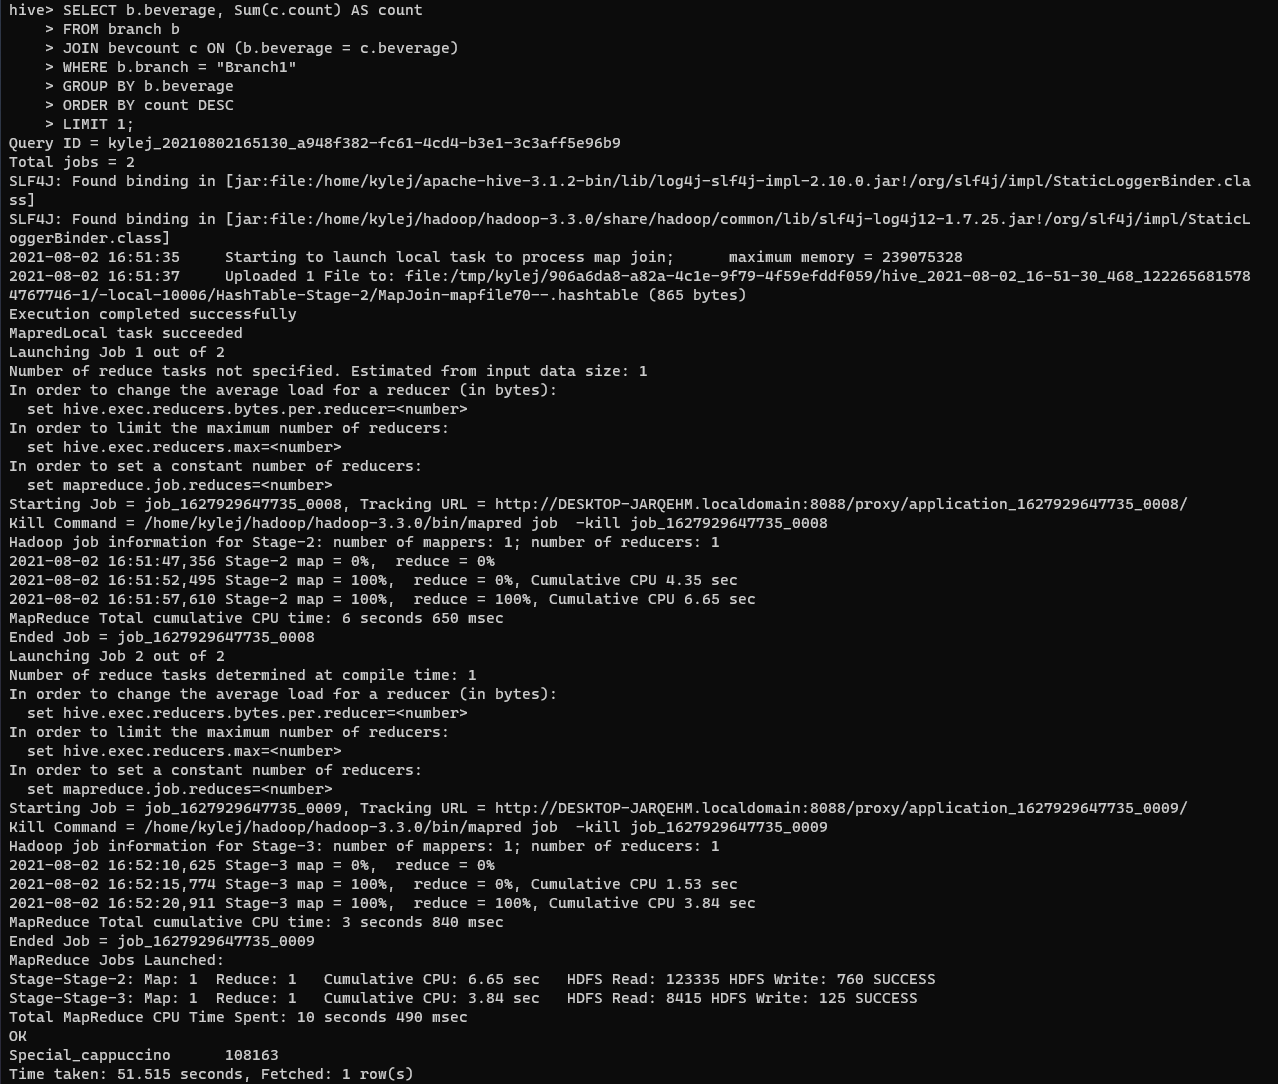 hive> SELECT b.beverage, Sum(c.count) AS count
    > FROM branch b
    > JOIN bevcount c ON (b.beverage = c.beverage)
    > WHERE b.branch = "Branch1"
    > GROUP BY b.beverage
    > ORDER BY count DESC
    > LIMIT 1;
Query ID = kylej_20210802165130_a948f382-fc61-4cd4-b3e1-3c3aff5e96b9
Total jobs = 2
SLF4J: Found binding in [jar:file:/home/kylej/apache-hive-3.1.2-bin/lib/log4j-slf4j-impl-2.10.0.jar!/org/slf4j/impl/StaticLoggerBinder.cla
ss]
SLF4J: Found binding in [jar:file:/home/kylej/hadoop/hadoop-3.3.0/share/hadoop/common/lib/slf4j-log4j12-1.7.25.jar!/org/slf4j/impl/StaticL
oggerBinder.class]
2021-08-02 16:51:35     Starting to launch local task to process map join;      maximum memory = 239075328
2021-08-02 16:51:37     Uploaded 1 File to: file:/tmp/kylej/906a6da8-a82a-4c1e-9f79-4f59efddf059/hive_2021-08-02_16-51-30_468_122265681578
4767746-1/-local-10006/HashTable-Stage-2/MapJoin-mapfile70--.hashtable (865 bytes)
Execution completed successfully
MapredLocal task succeeded
Launching Job 1 out of 2
Number of reduce tasks not specified. Estimated from input data size: 1
In order to change the average load for a reducer (in bytes):
  set hive.exec.reducers.bytes.per.reducer=<number>
In order to limit the maximum number of reducers:
  set hive.exec.reducers.max=<number>
In order to set a constant number of reducers:
  set mapreduce.job.reduces=<number>
Starting Job = job_1627929647735_0008, Tracking URL = http://DESKTOP-JARQEHM.localdomain:8088/proxy/application_1627929647735_0008/
Kill Command = /home/kylej/hadoop/hadoop-3.3.0/bin/mapred job  -kill job_1627929647735_0008
Hadoop job information for Stage-2: number of mappers: 1; number of reducers: 1
2021-08-02 16:51:47,356 Stage-2 map = 0%,  reduce = 0%
2021-08-02 16:51:52,495 Stage-2 map = 100%,  reduce = 0%, Cumulative CPU 4.35 sec
2021-08-02 16:51:57,610 Stage-2 map = 100%,  reduce = 100%, Cumulative CPU 6.65 sec
MapReduce Total cumulative CPU time: 6 seconds 650 msec
Ended Job = job_1627929647735_0008
Launching Job 2 out of 2
Number of reduce tasks determined at compile time: 1
In order to change the average load for a reducer (in bytes):
  set hive.exec.reducers.bytes.per.reducer=<number>
In order to limit the maximum number of reducers:
  set hive.exec.reducers.max=<number>
In order to set a constant number of reducers:
  set mapreduce.job.reduces=<number>
Starting Job = job_1627929647735_0009, Tracking URL = http://DESKTOP-JARQEHM.localdomain:8088/proxy/application_1627929647735_0009/
Kill Command = /home/kylej/hadoop/hadoop-3.3.0/bin/mapred job  -kill job_1627929647735_0009
Hadoop job information for Stage-3: number of mappers: 1; number of reducers: 1
2021-08-02 16:52:10,625 Stage-3 map = 0%,  reduce = 0%
2021-08-02 16:52:15,774 Stage-3 map = 100%,  reduce = 0%, Cumulative CPU 1.53 sec
2021-08-02 16:52:20,911 Stage-3 map = 100%,  reduce = 100%, Cumulative CPU 3.84 sec
MapReduce Total cumulative CPU time: 3 seconds 840 msec
Ended Job = job_1627929647735_0009
MapReduce Jobs Launched:
Stage-Stage-2: Map: 1  Reduce: 1   Cumulative CPU: 6.65 sec   HDFS Read: 123335 HDFS Write: 760 SUCCESS
Stage-Stage-3: Map: 1  Reduce: 1   Cumulative CPU: 3.84 sec   HDFS Read: 8415 HDFS Write: 125 SUCCESS
Total MapReduce CPU Time Spent: 10 seconds 490 msec
OK
Special_cappuccino      108163
Time taken: 51.515 seconds, Fetched: 1 row(s)